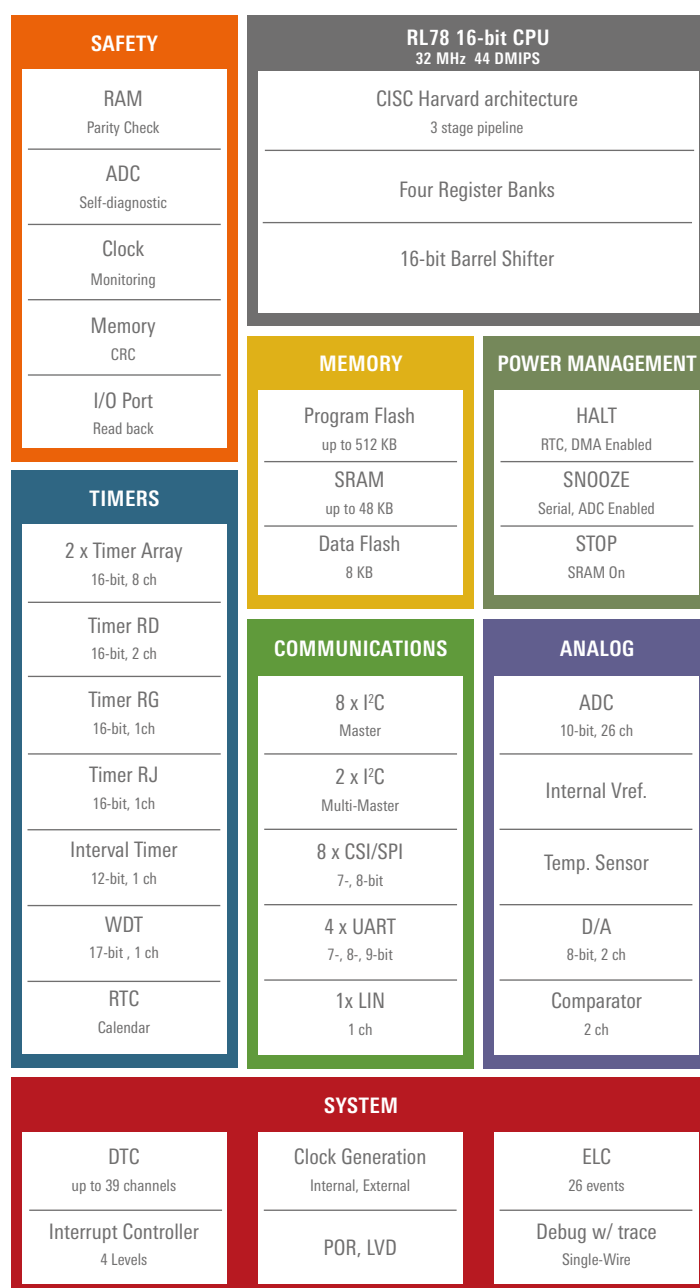 SAFETY
RAM
Parity Check
ADC
Self-diagnostic
Clock
Monitoring
Memory
CRC
I/O Port
Read back
RL78 16-bit CPU
32 MHz 44 DMIPS
CISC Harvard architecture
3 stage pipeline
Four Register Banks
16-bit Barrel Shifter
MEMORY
Program Flash
up to 512 KB
SRAM
up to 48 KB
Data Flash
8 KB
POWER MANAGEMENT
HALT
RTC, DMA Enabled
SNOOZE
Serial, ADC Enabled
STOP
SRAM On
TIMERS
2 x Timer Array
16-bit, 8 ch
Timer RD
16-bit, 2 ch
Timer RG
16-bit, 1ch
Timer RJ
16-bit, 1ch
Interval Timer
12-bit, 1 ch
WDT
17-bit , 1 ch
RTC
Calendar
COMMUNICATIONS
8 x I²C
Master
2 x I²C
Multi-Master
8 x CSI/SPI
7-, 8-bit
4 x UART
7-, 8-, 9-bit
1x LIN
1 ch
ANALOG
ADC
10-bit, 26 ch
Internal Vref.
Temp. Sensor
D/A
8-bit, 2 ch
Comparator
2 ch
SYSTEM
DTC
up to 39 channels
Interrupt Controller
4 Levels
Clock Generation
Internal, External
POR, LVD
ELC
26 events
Debug w/ trace
Single-Wire